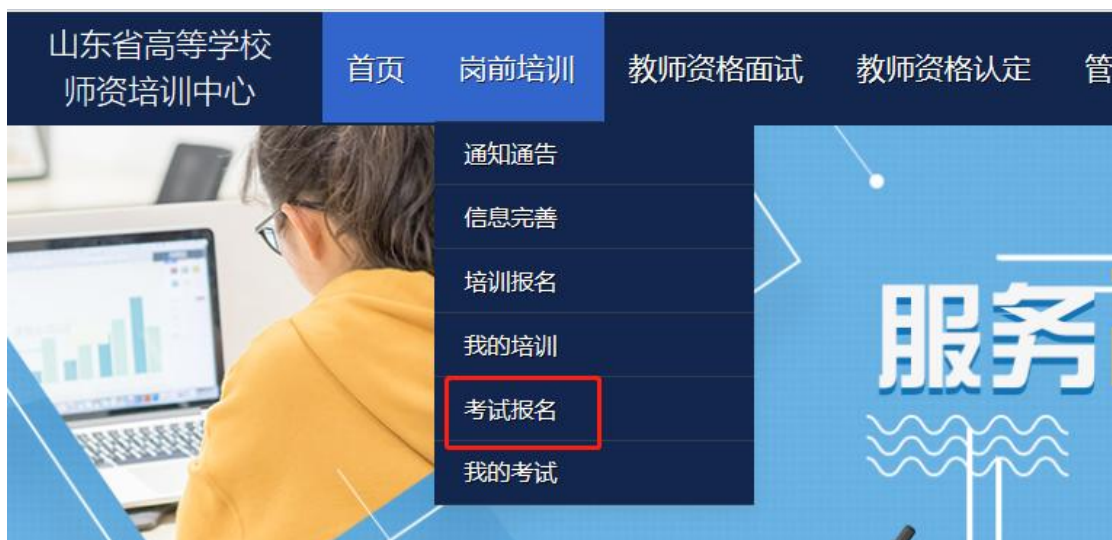 山东省高等学校
师资培训中心
首页 岗前培训 教师资格面试 教师资格认定 管
通知通告
信息完善
培训报名
我的培训
考试报名
我的考试
服务